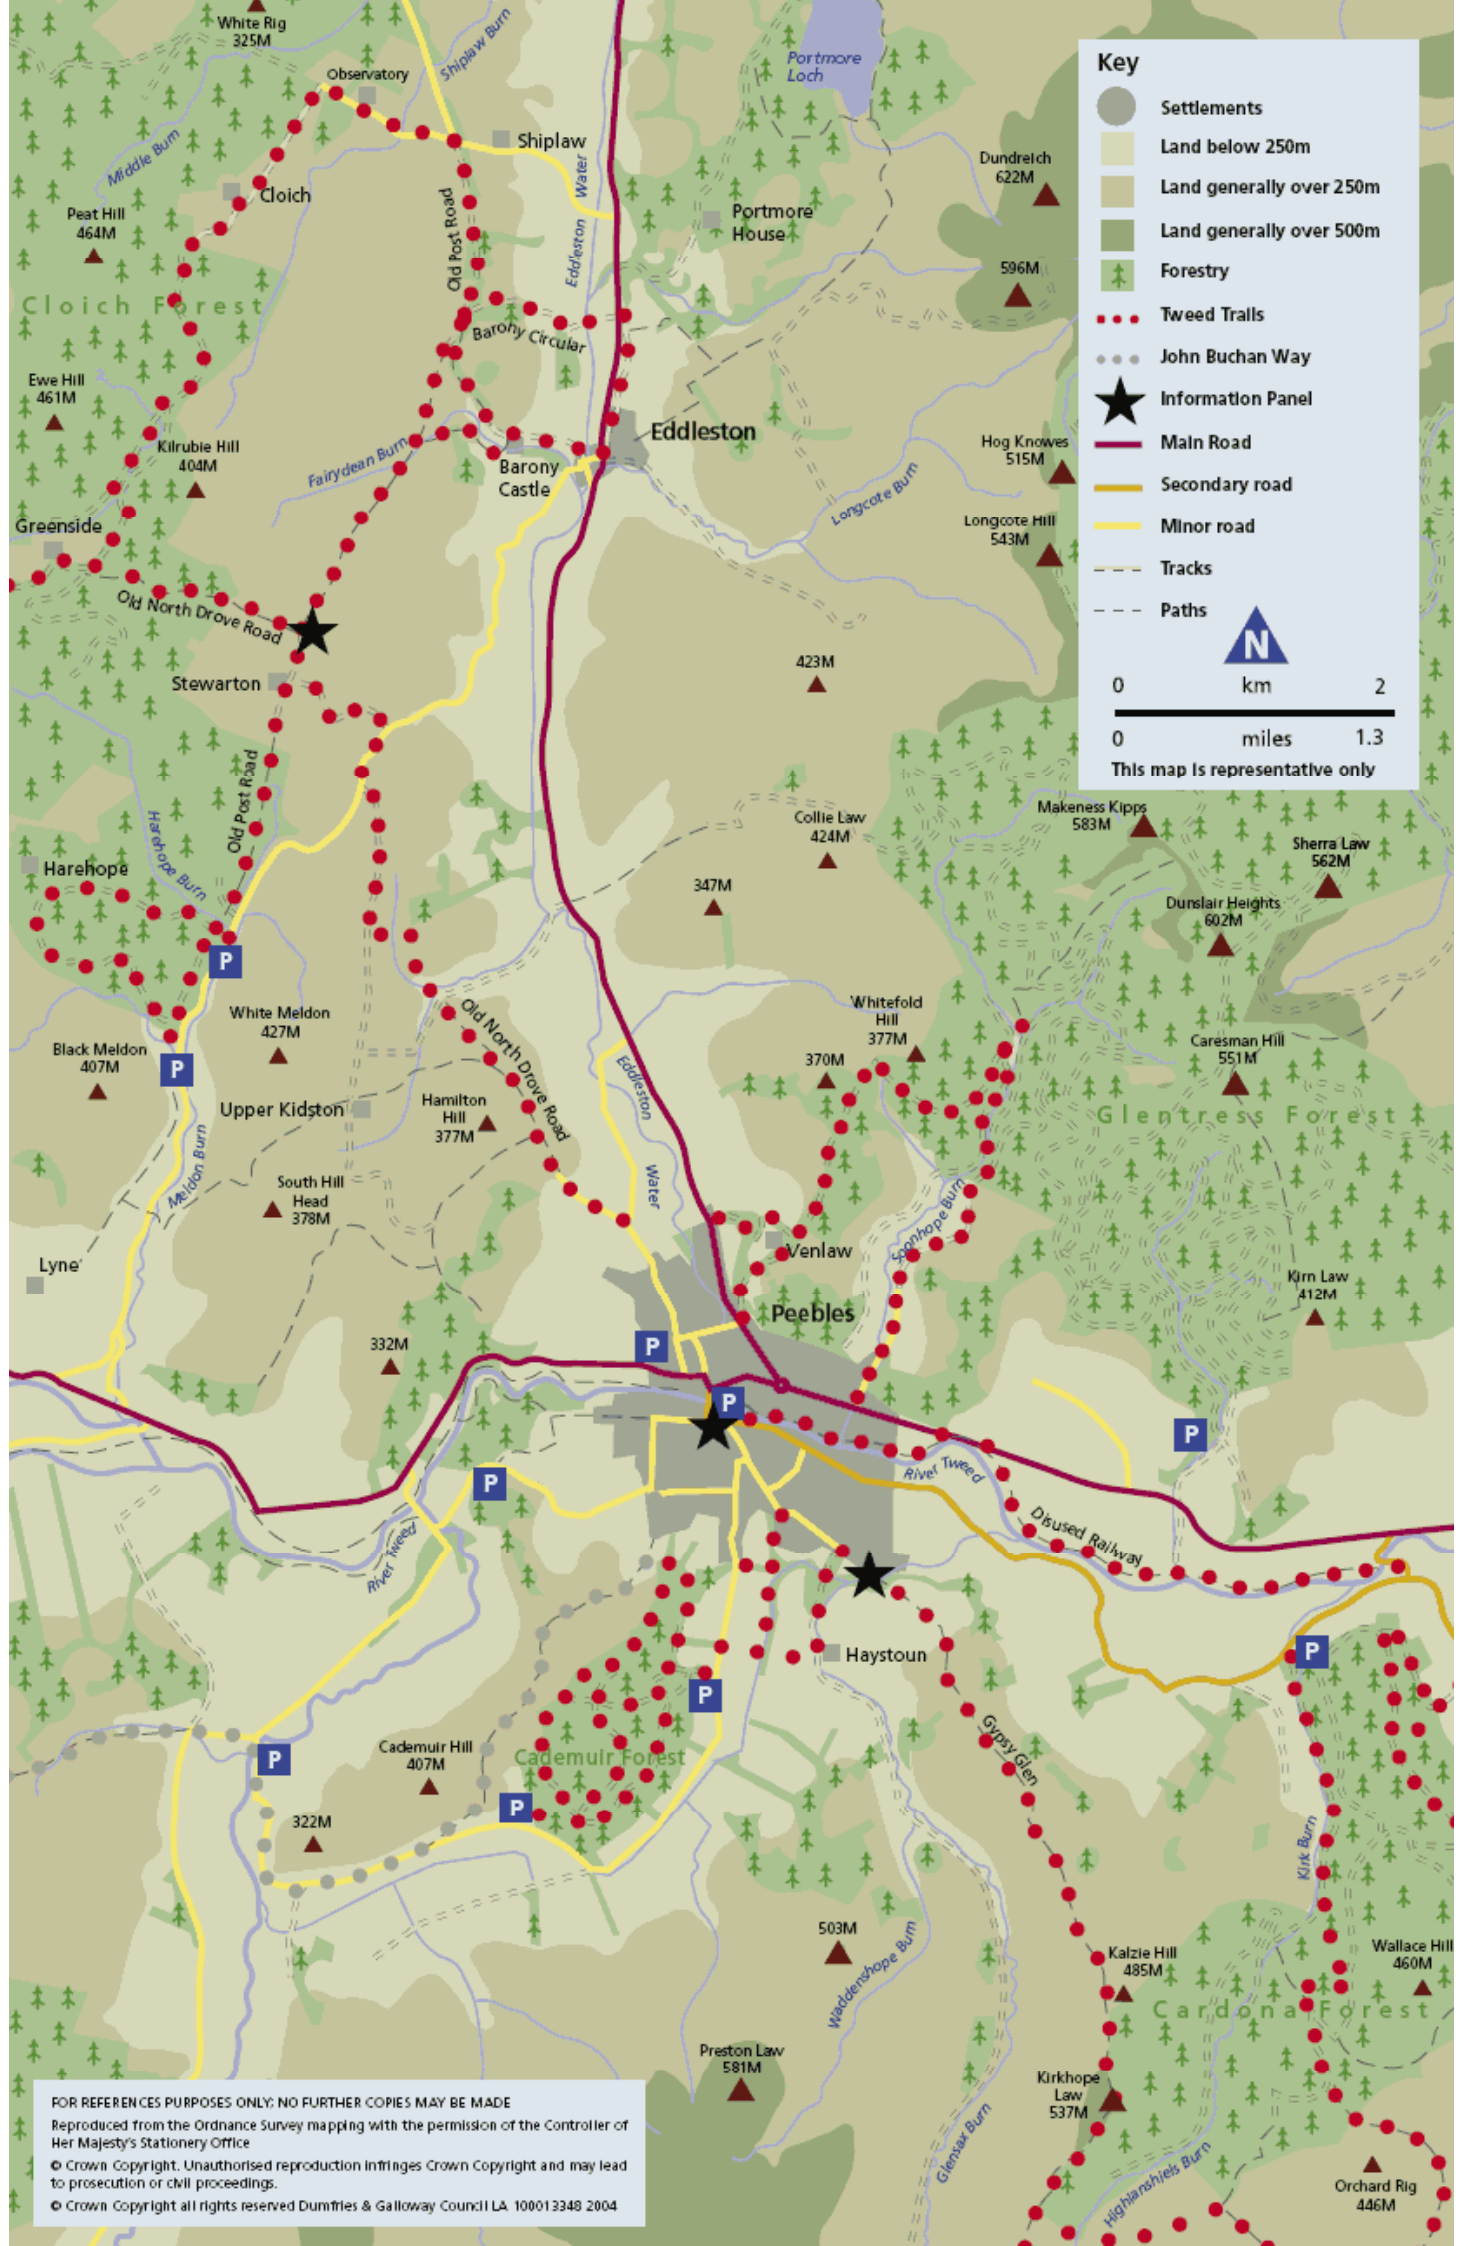 White Rig
325M
Observatory
Shiplaw Burn
Portmore
Loch
Key
Settlements
Land below 250m
Land generally over 250m
Land generally over 500m
Forestry
Tweed Trails
John Buchan Way
Information Panel
Main Road
Secondary road
Minor road
Tracks
Paths
N
0 km 2
0 miles 1.3
This map is representative only
Middle Burn
Shiplaw
Water
Eddleston
Cloich
Old Post Road
Portmore
House
Dundreich
622M
Peat Hill
464M
596M
Cloich Forest
Barony Circular
Ewe Hill
461M
Kilrubie Hill
404M
Fairydean Burn
Barony
Castle
Eddleston
Hog Knowes
515M
Longcote Burn
Longcote Hill
543M
Greenside
Old North Drove Road
Stewarton
423M
Old Post Road
Harehope Burn
Harehope
Collie Law
424M
347M
Makeness Kipps
583M
Sherra Law
562M
Dunslair Heights
602M
P
White Meldon
427M
Black Meldon
407M
P
Old North Drove Road
Whitefold
Hill
377M
370M
Caresman Hill
551M
Eddleston
Water
Upper Kidston
Hamilton
Hill
377M
Glentress Forest
Meldon Burn
South Hill
Head
378M
Soonhope Burn
Venlaw
Lyne
Kirn Law
412M
Peebles
332M
P
P
P
P
River Tweed
River Tweed
Disused Railway
Haystoun
P
P
Gypsy Glen
Cademuir Hill
407M
Cademuir Forest
P
P
322M
Kirk Burn
503M
Waddenshope Burn
Kalzie Hill
485M
Wallace Hill
460M
Cardona Forest
Preston Law
581M
Kirkhope
Law
537M
Glensax Burn
Highlanshiels Burn
Orchard Rig
446M
FOR REFERENCES PURPOSES ONLY; NO FURTHER COPIES MAY BE MADE
Reproduced from the Ordnance Survey mapping with the permission of the Controller of
Her Majesty's Stationery Office
© Crown Copyright. Unauthorised reproduction infringes Crown Copyright and may lead
to prosecution or civil proceedings.
© Crown Copyright all rights reserved Dumfries & Galloway Council LA 100013348 2004